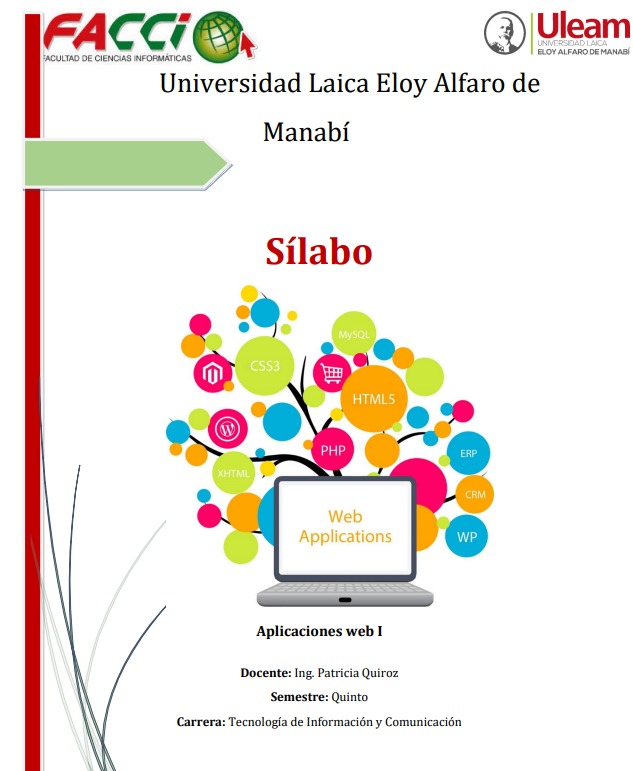 FACCI
FACULTAD DE CIENCIAS INFORMÁTICAS
Uleam
UNIVERSIDAD LAICA
ELOY ALFARO DE MANABÍ
Universidad Laica Eloy Alfaro de
Manabí
Sílabo
MySQL
CSS3
HTML5
PHP
ERP
XHTML
CRM
WP
Web
Applications
Aplicaciones web I
Docente: Ing. Patricia Quiroz
Semestre: Quinto
Carrera: Tecnología de Información y Comunicación